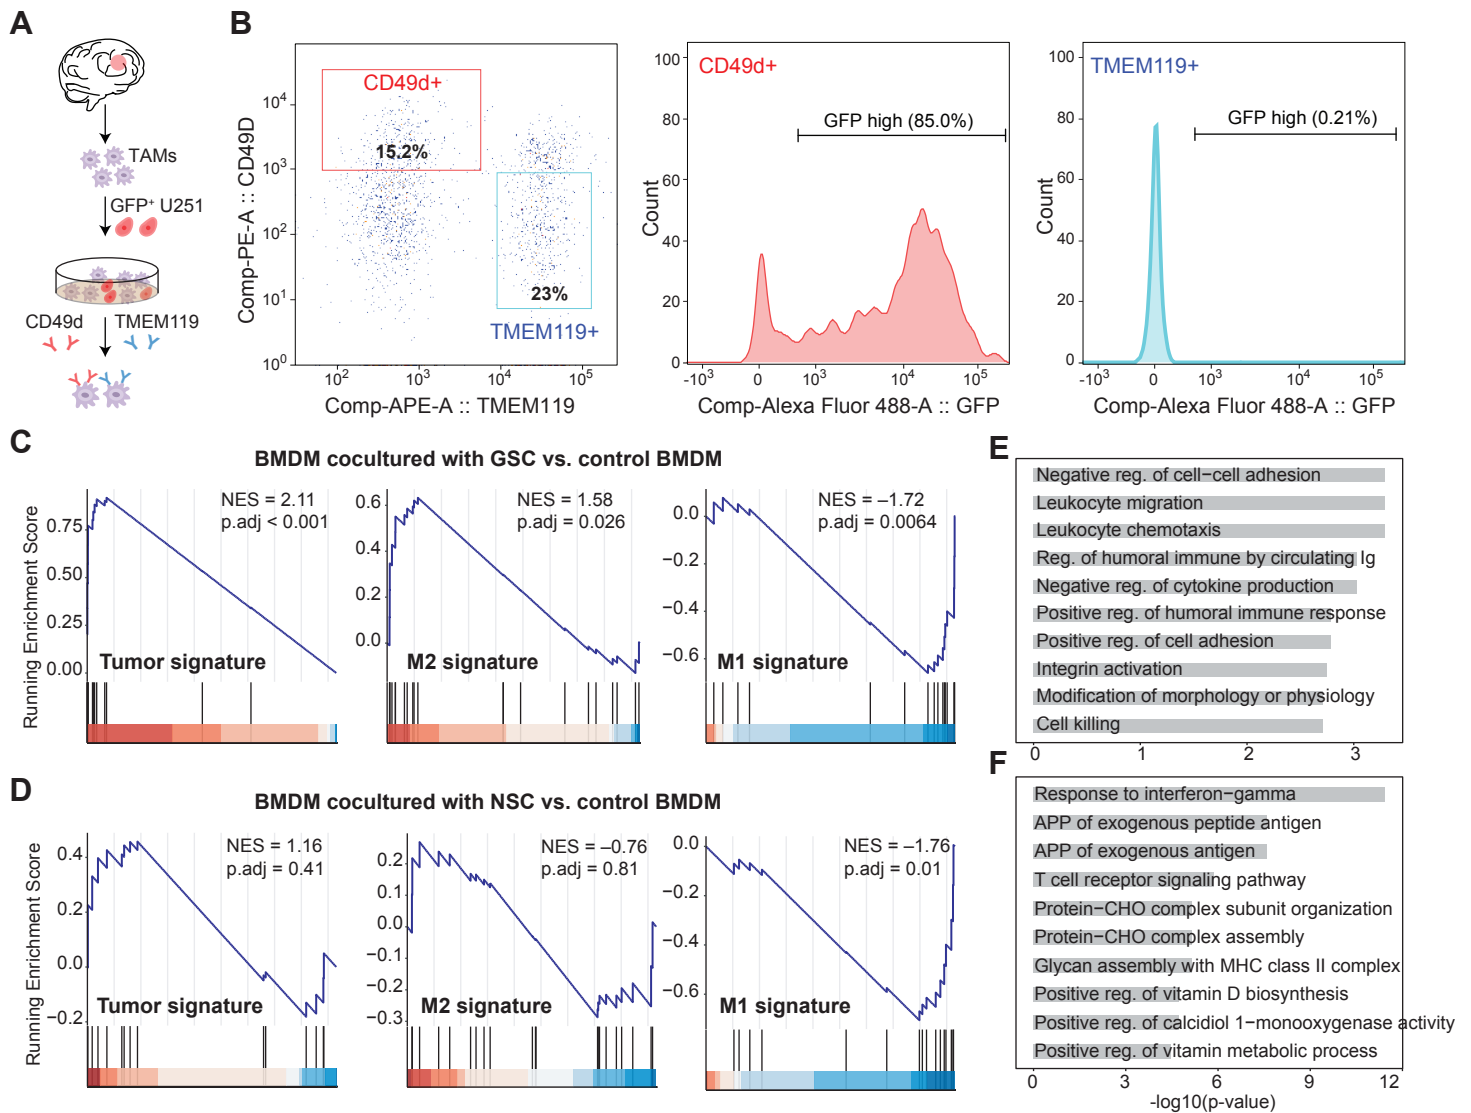 A
TAMs
GFP⁺ U251
CD49d
TMEM119
B
CD49d+
15.2%
23%
TMEM119+
10⁴
10³
10²
10¹
10⁰
10²
10³
10⁴
10⁵
Comp-PE-A :: CD49D
Comp-APE-A :: TMEM119
CD49d+
GFP high (85.0%)
100
80
60
40
20
0
Count
-10³
0
10³
10⁴
10⁵
Comp-Alexa Fluor 488-A :: GFP
TMEM119+
GFP high (0.21%)
100
80
60
40
20
0
Count
-10³
0
10³
10⁴
10⁵
Comp-Alexa Fluor 488-A :: GFP
C
BMDM cocultured with GSC vs. control BMDM
Running Enrichment Score
0.75
0.50
0.25
0.00
NES = 2.11
p.adj < 0.001
Tumor signature
0.6
0.4
0.2
0.0
NES = 1.58
p.adj = 0.026
M2 signature
0.0
−0.2
−0.4
−0.6
NES = −1.72
p.adj = 0.0064
M1 signature
D
BMDM cocultured with NSC vs. control BMDM
Running Enrichment Score
0.4
0.2
0.0
−0.2
NES = 1.16
p.adj = 0.41
Tumor signature
0.2
0.1
0.0
−0.1
−0.2
−0.3
NES = −0.76
p.adj = 0.81
M2 signature
0.0
−0.2
−0.4
−0.6
NES = −1.76
p.adj = 0.01
M1 signature
E
Negative reg. of cell−cell adhesion
Leukocyte migration
Leukocyte chemotaxis
Reg. of humoral immune by circulating Ig
Negative reg. of cytokine production
Positive reg. of humoral immune response
Positive reg. of cell adhesion
Integrin activation
Modification of morphology or physiology
Cell killing
0
1
2
3
F
Response to interferon−gamma
APP of exogenous peptide antigen
APP of exogenous antigen
T cell receptor signaling pathway
Protein−CHO complex subunit organization
Protein−CHO complex assembly
Glycan assembly with MHC class II complex
Positive reg. of vitamin D biosynthesis
Positive reg. of calcidiol 1−monooxygenase activity
Positive reg. of vitamin metabolic process
0
3
6
9
12
-log10(p-value)